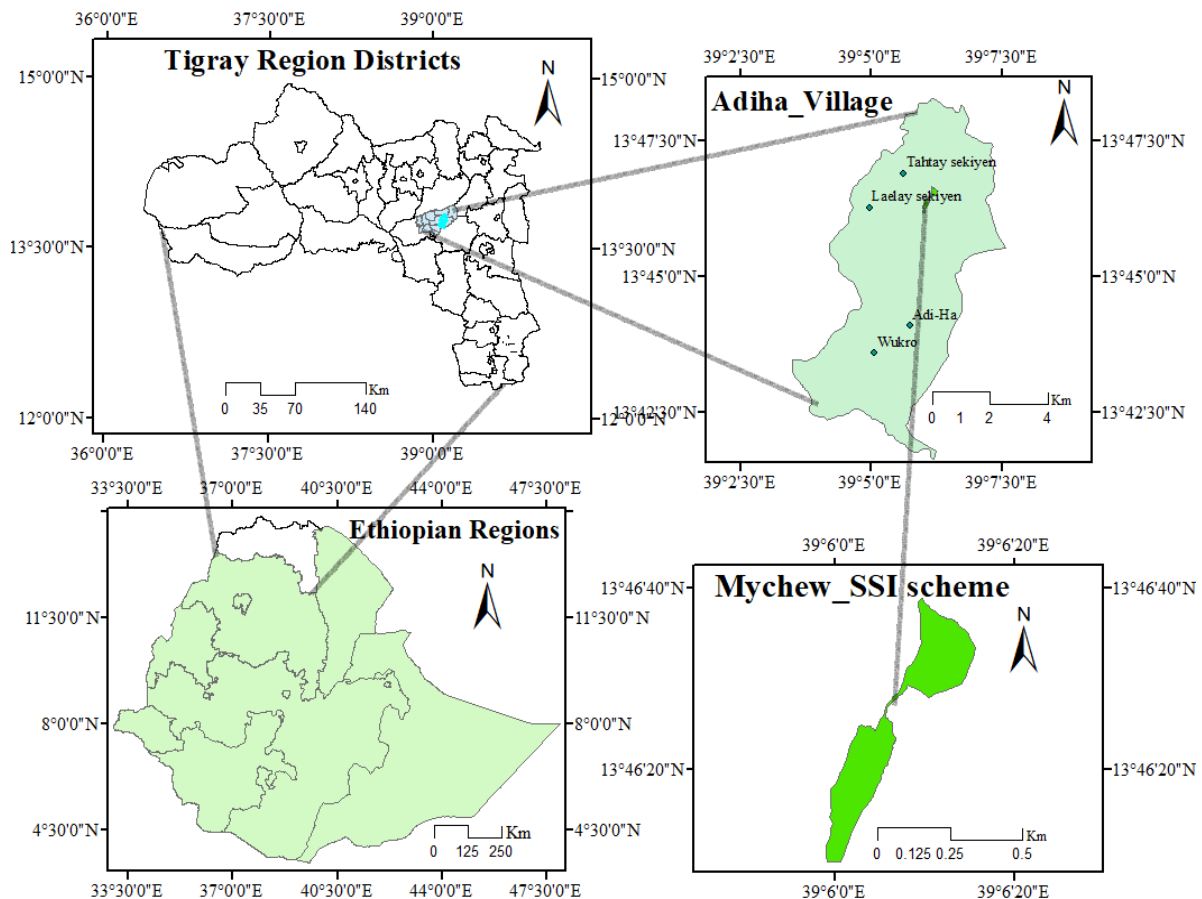 36°0'0"E 37°30'0"E 39°0'0"E
Tigray Region Districts
N
15°0'0"N 15°0'0"N
13°30'0"N 13°30'0"N
12°0'0"N 12°0'0"N
Km
0 35 70 140
36°0'0"E 37°30'0"E 39°0'0"E
39°2'30"E 39°5'0"E 39°7'30"E
Adiha_Village
N
13°47'30"N 13°47'30"N
Tahtay sekiyen
Laelay sekiyen
13°45'0"N 13°45'0"N
Adi-Ha
Wukro
13°42'30"N 13°42'30"N
0 1 2 4
Km
39°2'30"E 39°5'0"E 39°7'30"E
33°30'0"E 37°0'0"E 40°30'0"E 44°0'0"E 47°30'0"E
Ethiopian Regions
N
11°30'0"N 11°30'0"N
8°0'0"N 8°0'0"N
4°30'0"N 4°30'0"N
Km
0 125 250
33°30'0"E 37°0'0"E 40°30'0"E 44°0'0"E 47°30'0"E
39°6'0"E 39°6'20"E
Mychew_SSI scheme
N
13°46'40"N 13°46'40"N
13°46'20"N 13°46'20"N
Km
0 0.125 0.25 0.5
39°6'0"E 39°6'20"E